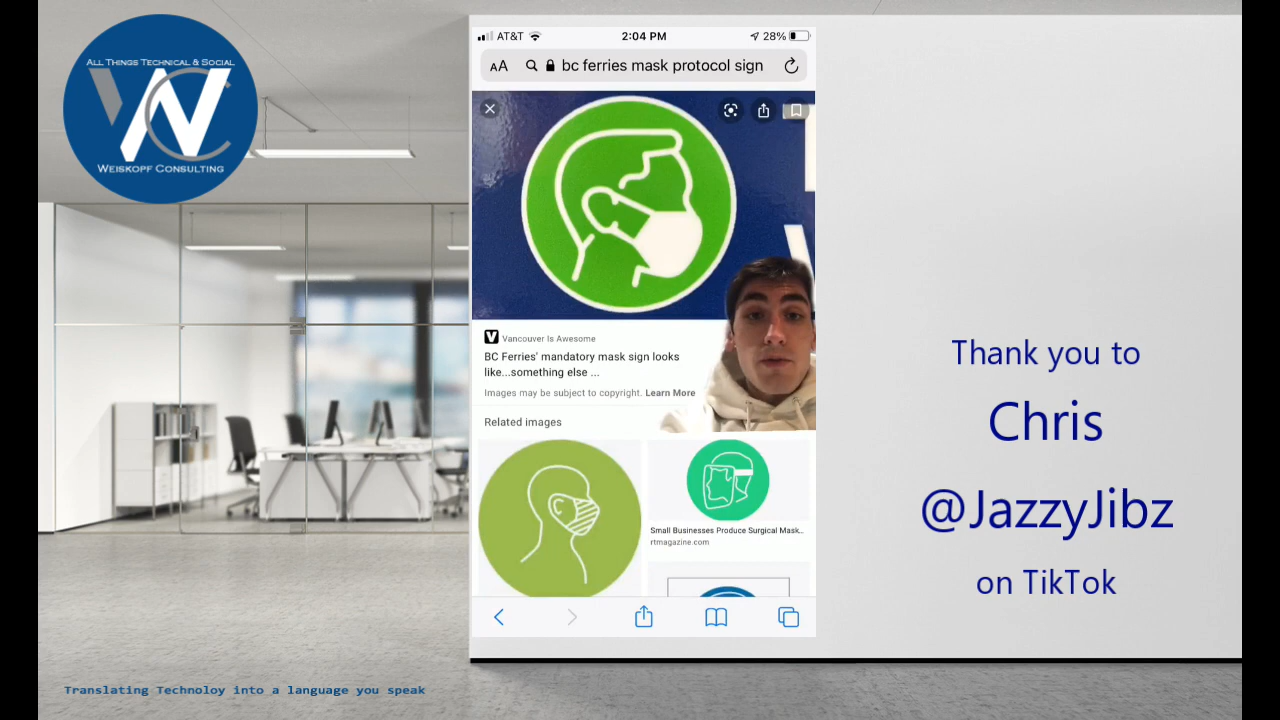 ALL THINGS TECHNICAL & SOCIAL
WC
WEISKOPF CONSULTING
AT&T 2:04 PM 28%
AA bc ferries mask protocol sign
V Vancouver Is Awesome
BC Ferries' mandatory mask sign looks
like...something else ...
Images may be subject to copyright. Learn More
Related images
Small Businesses Produce Surgical Mask...
rtmagazine.com
Thank you to
Chris
@JazzyJibz
on TikTok
Translating Technoloy into a language you speak